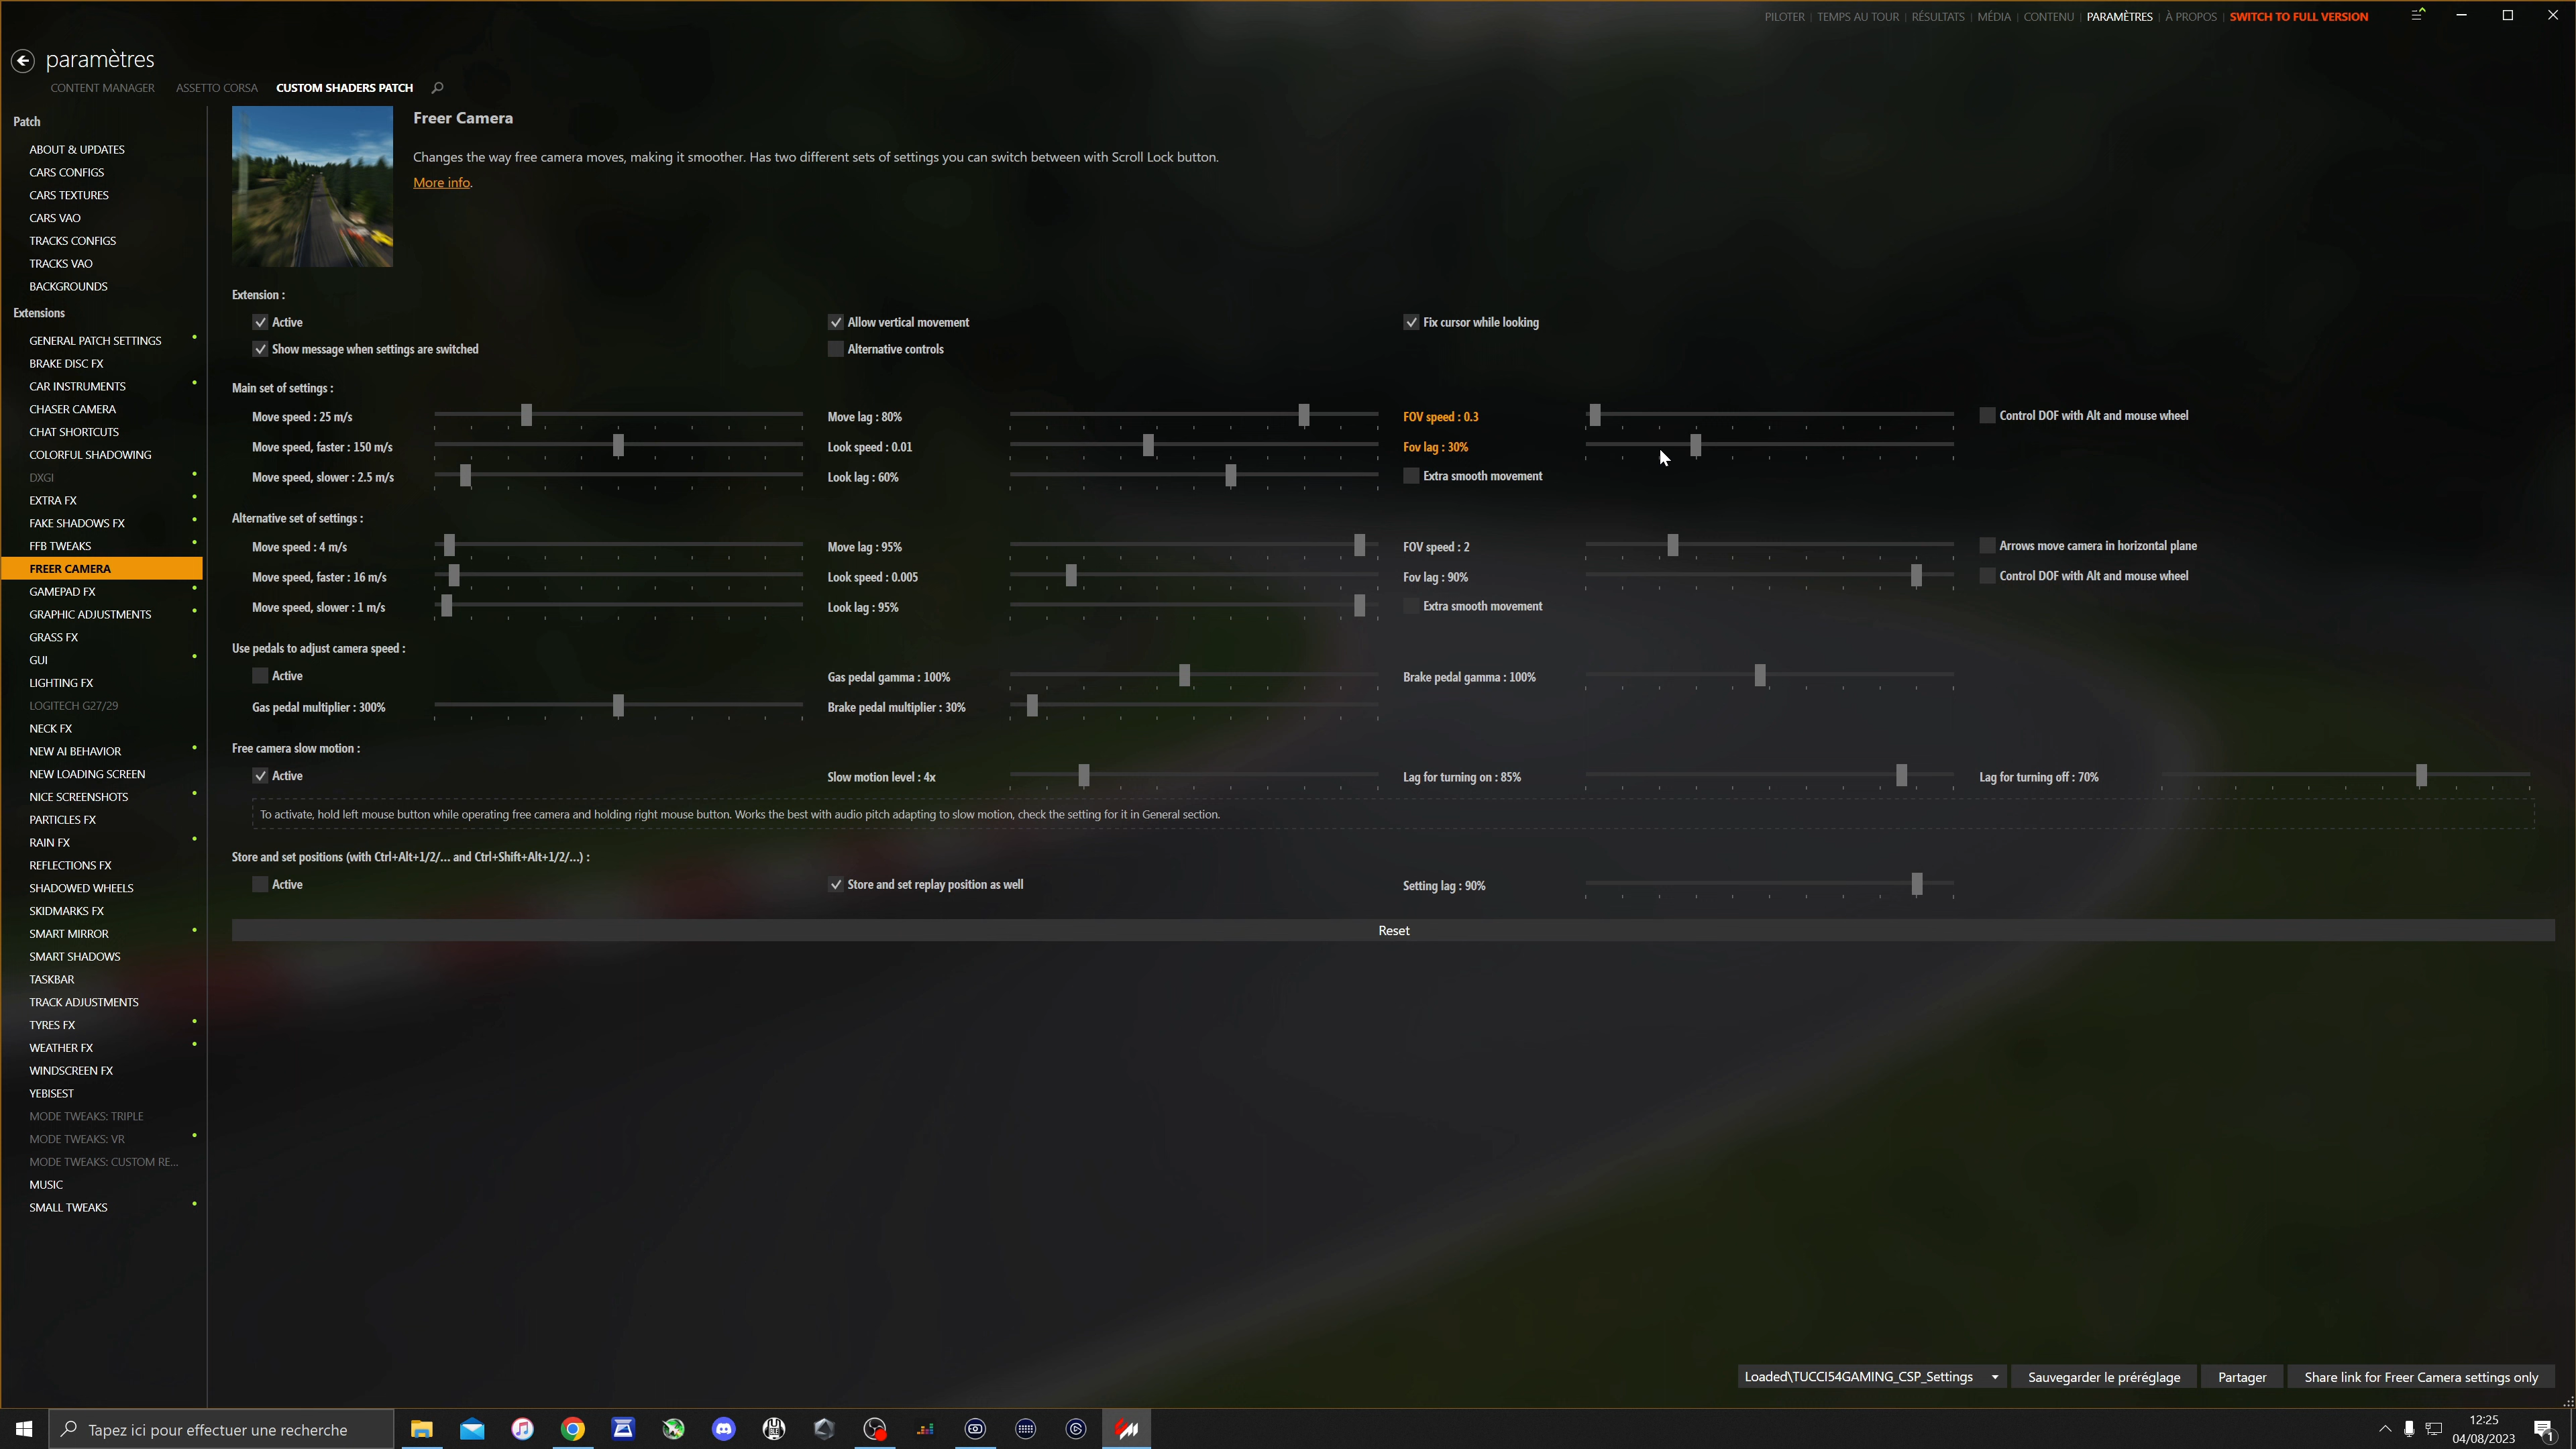 PILOTER | TEMPS AU TOUR | RÉSULTATS | MÉDIA | CONTENU | PARAMÈTRES | À PROPOS | SWITCH TO FULL VERSION
paramètres
CONTENT MANAGER ASSETTO CORSA CUSTOM SHADERS PATCH
Patch
ABOUT & UPDATES
CARS CONFIGS
CARS TEXTURES
CARS VAO
TRACKS CONFIGS
TRACKS VAO
BACKGROUNDS
Extensions
GENERAL PATCH SETTINGS
BRAKE DISC FX
CAR INSTRUMENTS
CHASER CAMERA
CHAT SHORTCUTS
COLORFUL SHADOWING
DXGI
EXTRA FX
FAKE SHADOWS FX
FFB TWEAKS
FREER CAMERA
GAMEPAD FX
GRAPHIC ADJUSTMENTS
GRASS FX
GUI
LIGHTING FX
LOGITECH G27/29
NECK FX
NEW AI BEHAVIOR
NEW LOADING SCREEN
NICE SCREENSHOTS
PARTICLES FX
RAIN FX
REFLECTIONS FX
SHADOWED WHEELS
SKIDMARKS FX
SMART MIRROR
SMART SHADOWS
TASKBAR
TRACK ADJUSTMENTS
TYRES FX
WEATHER FX
WINDSCREEN FX
YEBISEST
MODE TWEAKS: TRIPLE
MODE TWEAKS: VR
MODE TWEAKS: CUSTOM RE...
MUSIC
SMALL TWEAKS
Freer Camera
Changes the way free camera moves, making it smoother. Has two different sets of settings you can switch between with Scroll Lock button.
More info.
Extension :
Active Allow vertical movement Fix cursor while looking
Show message when settings are switched Alternative controls
Main set of settings :
Move speed : 25 m/s Move lag : 80% FOV speed : 0.3 Control DOF with Alt and mouse wheel
Move speed, faster : 150 m/s Look speed : 0.01 Fov lag : 30%
Move speed, slower : 2.5 m/s Look lag : 60% Extra smooth movement
Alternative set of settings :
Move speed : 4 m/s Move lag : 95% FOV speed : 2 Arrows move camera in horizontal plane
Move speed, faster : 16 m/s Look speed : 0.005 Fov lag : 90% Control DOF with Alt and mouse wheel
Move speed, slower : 1 m/s Look lag : 95% Extra smooth movement
Use pedals to adjust camera speed :
Active Gas pedal gamma : 100% Brake pedal gamma : 100%
Gas pedal multiplier : 300% Brake pedal multiplier : 30%
Free camera slow motion :
Active Slow motion level : 4x Lag for turning on : 85% Lag for turning off : 70%
To activate, hold left mouse button while operating free camera and holding right mouse button. Works the best with audio pitch adapting to slow motion, check the setting for it in General section.
Store and set positions (with Ctrl+Alt+1/2/... and Ctrl+Shift+Alt+1/2/...) :
Active Store and set replay position as well Setting lag : 90%
Reset
Loaded\TUCCI54GAMING_CSP_Settings Sauvegarder le préréglage Partager Share link for Freer Camera settings only
Tapez ici pour effectuer une recherche
12:25
04/08/2023
1